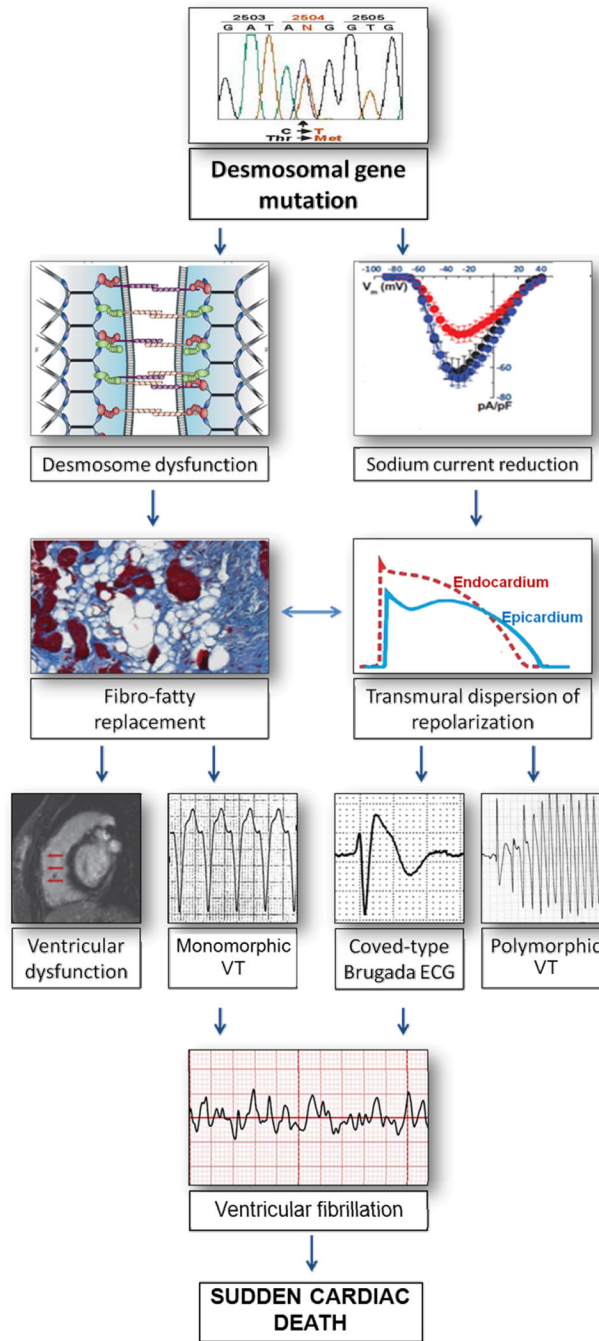 2503 2504 2505
G A T A N G G T G
C T
Thr Met
Desmosomal gene
mutation
-100 -80 -60 -40 -20 20 40
Vm (mV)
-60
-80
pA/pF
Desmosome dysfunction
Sodium current reduction
Endocardium
Epicardium
Fibro-fatty
replacement
Transmural dispersion of
repolarization
Ventricular
dysfunction
Monomorphic
VT
Coved-type
Brugada ECG
Polymorphic
VT
Ventricular fibrillation
SUDDEN CARDIAC
DEATH